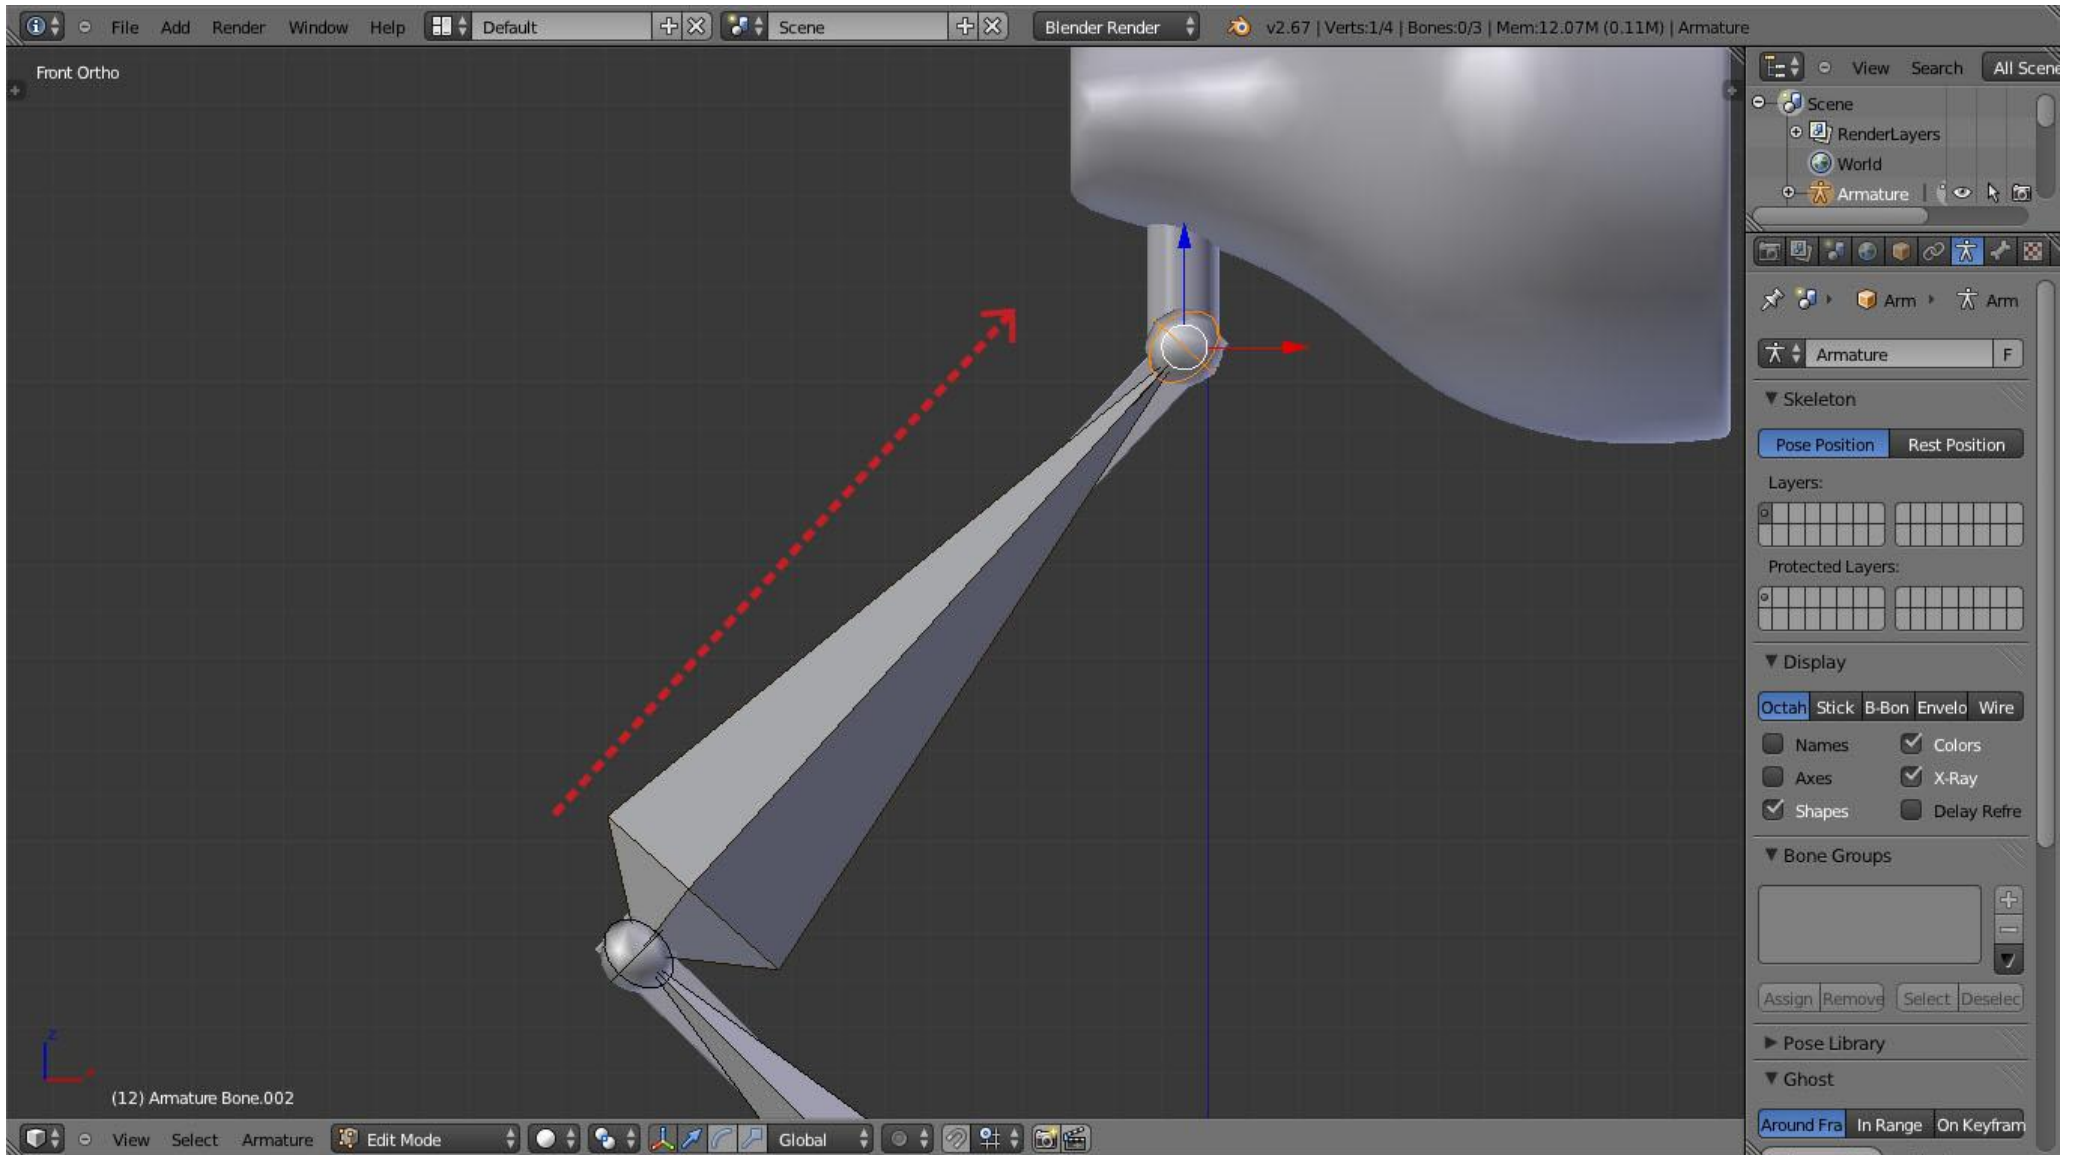 File Add Render Window Help Default Scene Blender Render v2.67 | Verts:1/4 | Bones:0/3 | Mem:12.07M (0.11M) | Armature
Front Ortho
View Search All Scene
Scene
RenderLayers
World
Armature
Arm Arm
Armature F
Skeleton
Pose Position Rest Position
Layers:
Protected Layers:
Display
Octah Stick B-Bon Envelo Wire
Names Colors
Axes X-Ray
Shapes Delay Refre
Bone Groups
Assign Remove Select Deselec
Pose Library
Ghost
Around Fra In Range On Keyfram
z
(12) Armature Bone.002
View Select Armature Edit Mode Global